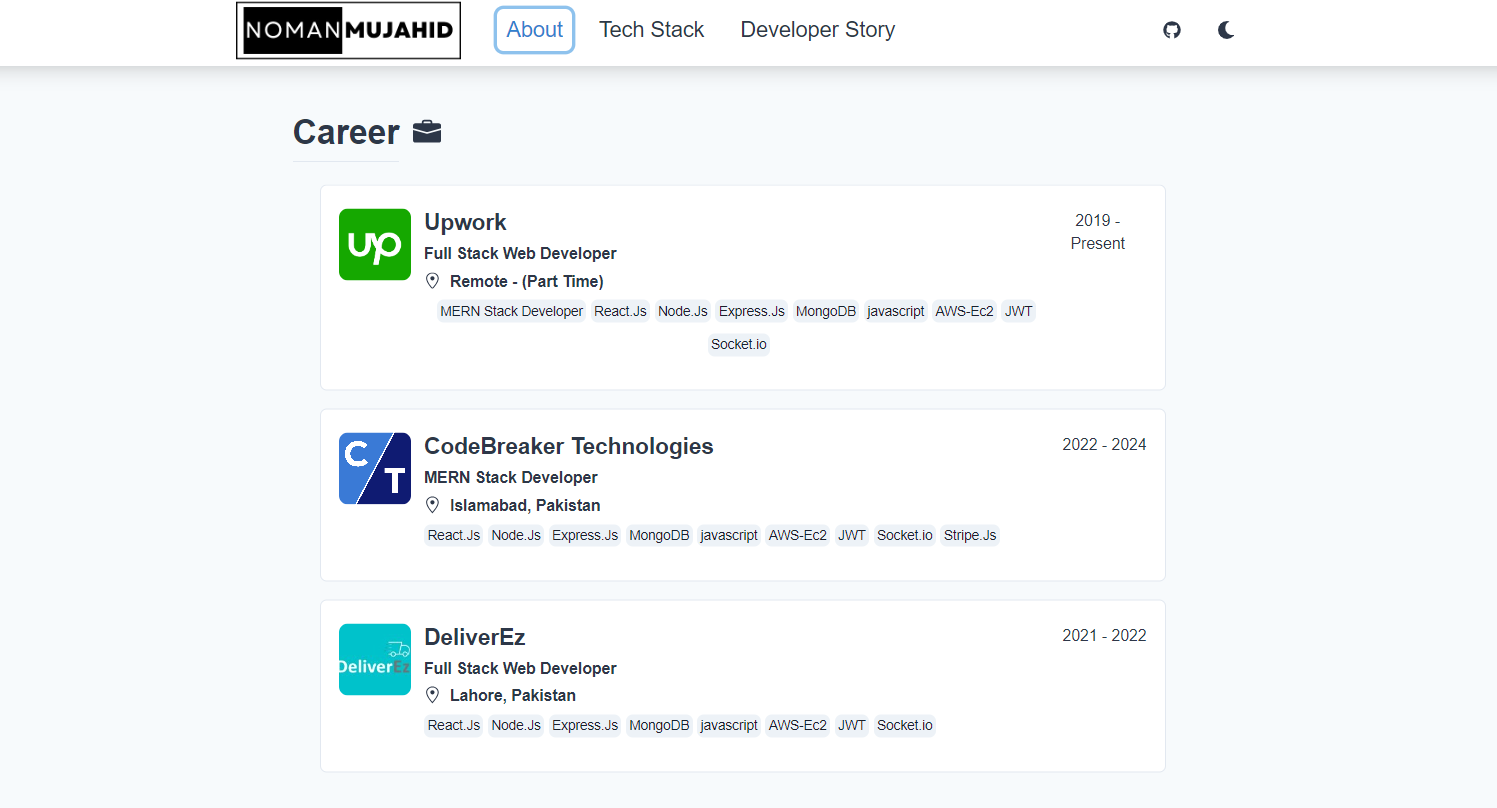 NOMANMUJAHID About Tech Stack Developer Story
Career
up
Upwork
2019 -
Present
Full Stack Web Developer
Remote - (Part Time)
MERN Stack Developer React.Js Node.Js Express.Js MongoDB javascript AWS-Ec2 JWT
Socket.io
CT
CodeBreaker Technologies
2022 - 2024
MERN Stack Developer
Islamabad, Pakistan
React.Js Node.Js Express.Js MongoDB javascript AWS-Ec2 JWT Socket.io Stripe.Js
DeliverEz
DeliverEz
2021 - 2022
Full Stack Web Developer
Lahore, Pakistan
React.Js Node.Js Express.Js MongoDB javascript AWS-Ec2 JWT Socket.io